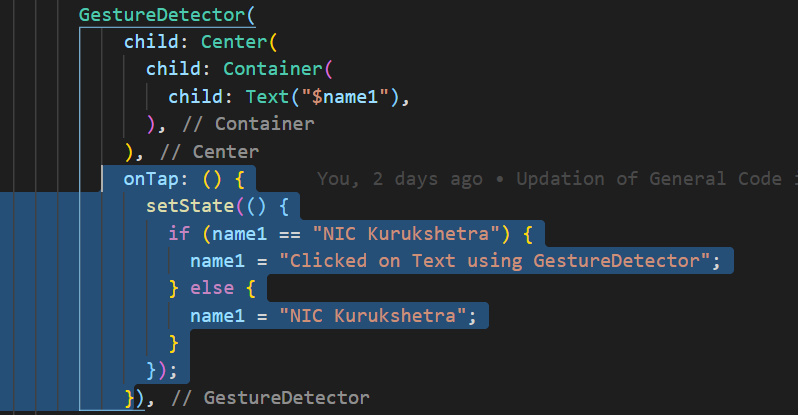 GestureDetector(
child: Center(
child: Container(
child: Text("$name1"),
), // Container
), // Center
onTap: () { You, 2 days ago • Updation of General Code
setState(() {
if (name1 == "NIC Kurukshetra") {
name1 = "Clicked on Text using GestureDetector";
} else {
name1 = "NIC Kurukshetra";
}
});
}), // GestureDetector